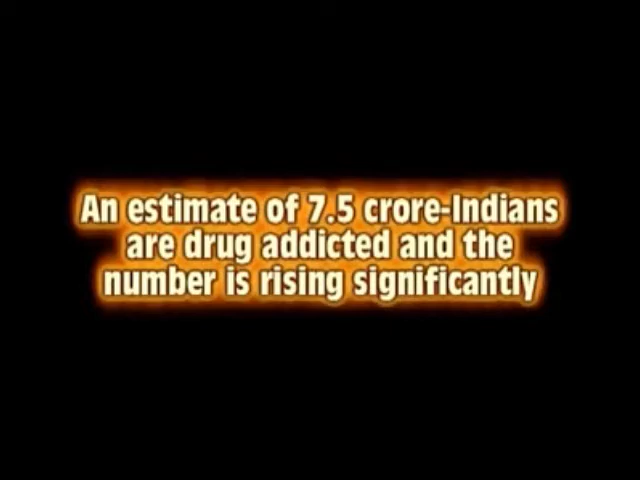 An estimate of 7.5 crore-Indians
are drug addicted and the
number is rising significantly